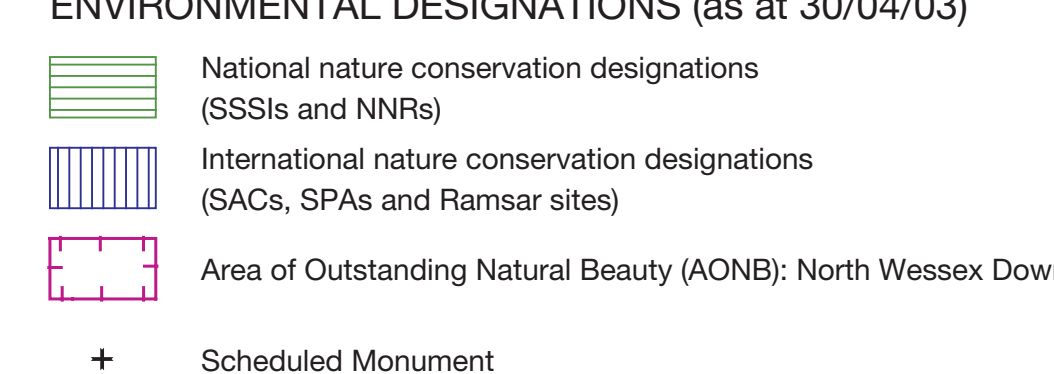 ENVIRONMENTAL DESIGNATIONS (as at 30/04/03)
National nature conservation designations
(SSSIs and NNRs)
International nature conservation designations
(SACs, SPAs and Ramsar sites)
Area of Outstanding Natural Beauty (AONB): North Wessex
Scheduled Monument